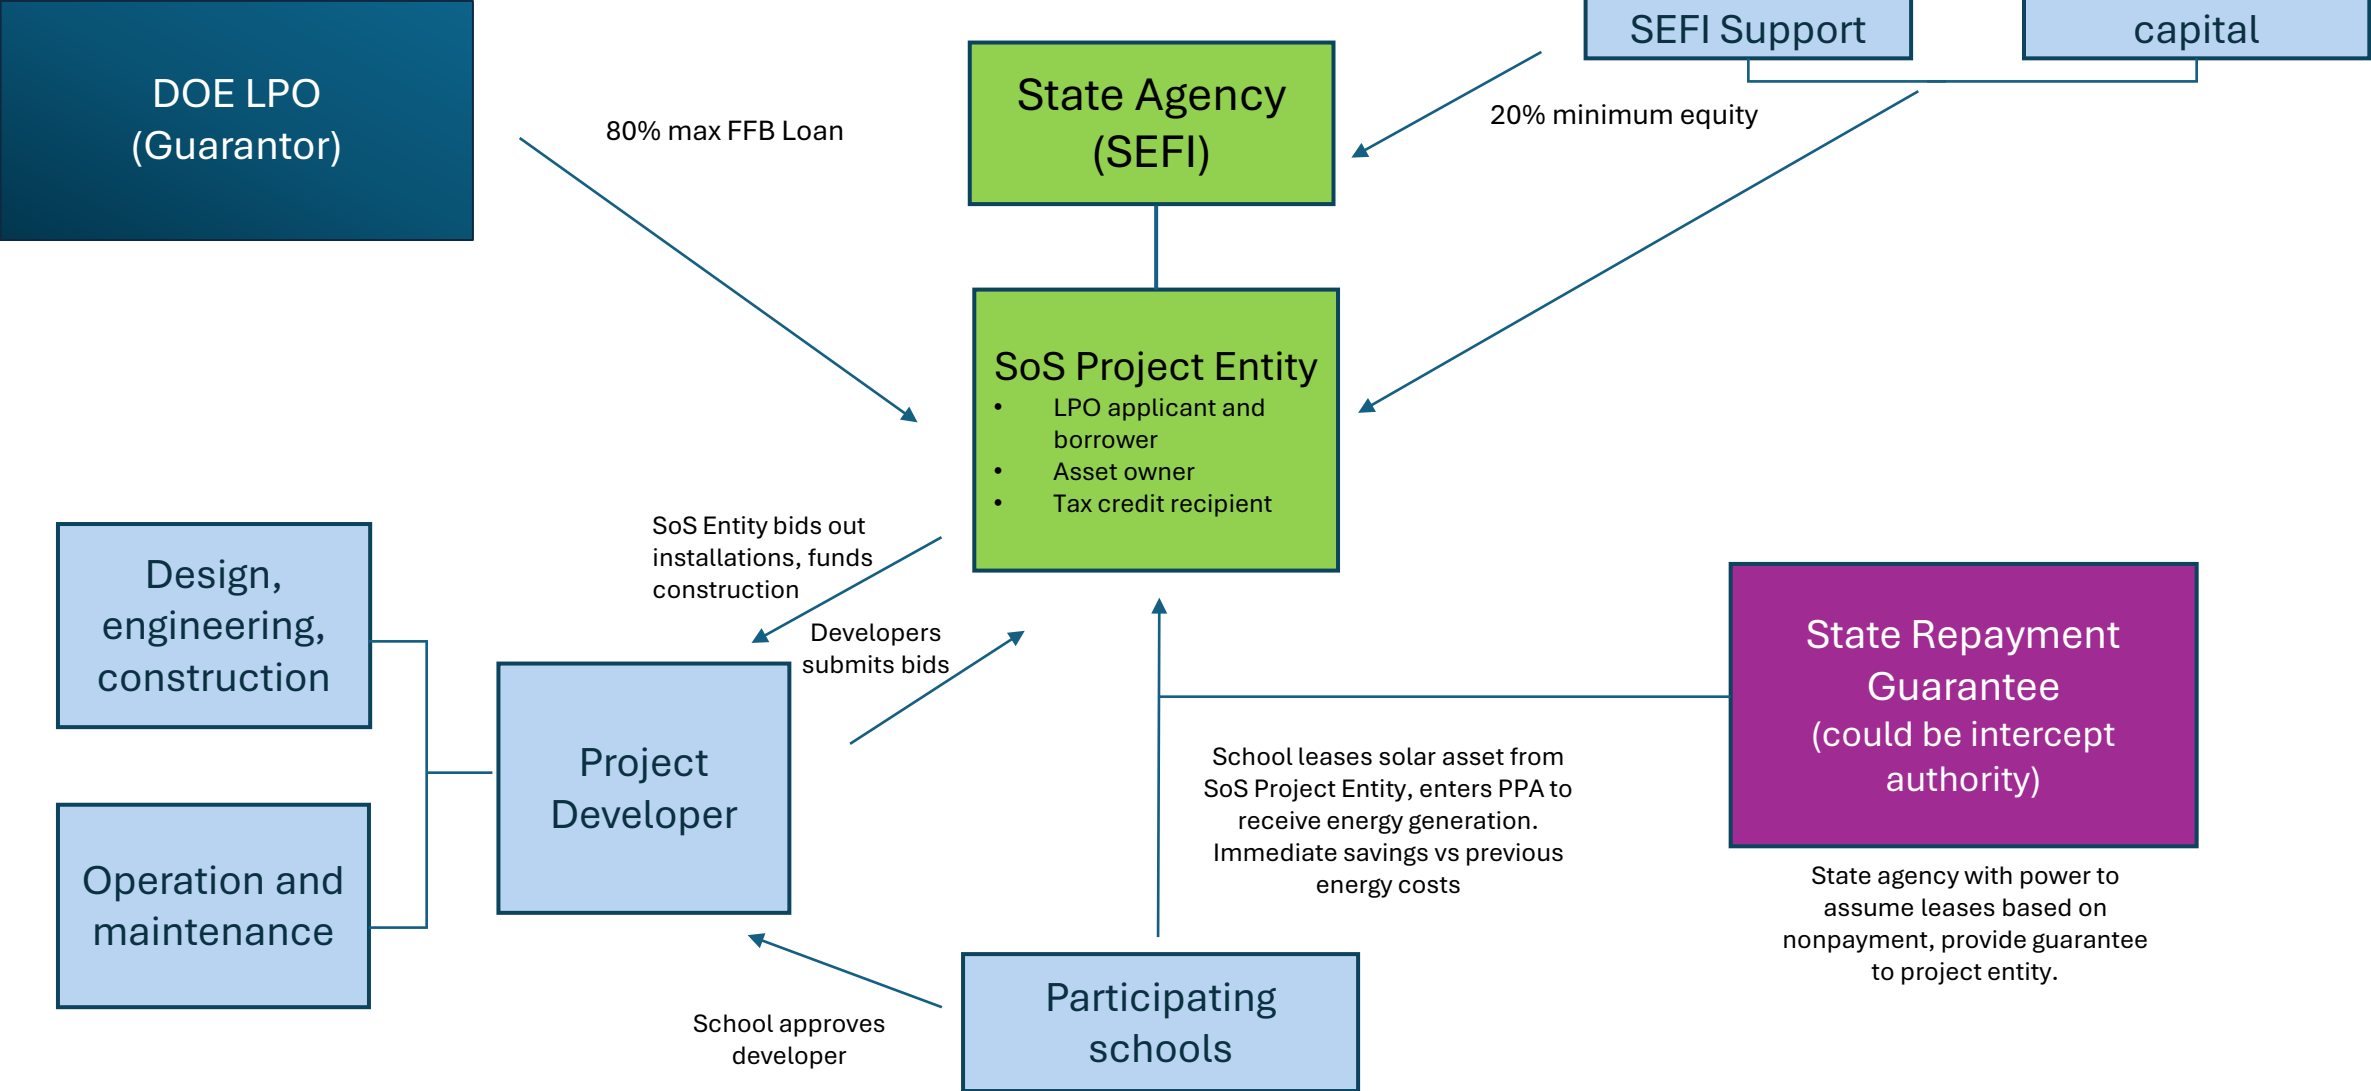 SEFI Support
capital
DOE LPO
(Guarantor)
80% max FFB Loan
State Agency
(SEFI)
20% minimum equity
SoS Project Entity
• LPO applicant and
borrower
• Asset owner
• Tax credit recipient
SoS Entity bids out
installations, funds
construction
Developers
submits bids
Design,
engineering,
construction
Operation and
maintenance
Project
Developer
State Repayment
Guarantee
(could be intercept
authority)
School leases solar asset from
SoS Project Entity, enters PPA to
receive energy generation.
Immediate savings vs previous
energy costs
State agency with power to
assume leases based on
nonpayment, provide guarantee
to project entity.
School approves
developer
Participating
schools